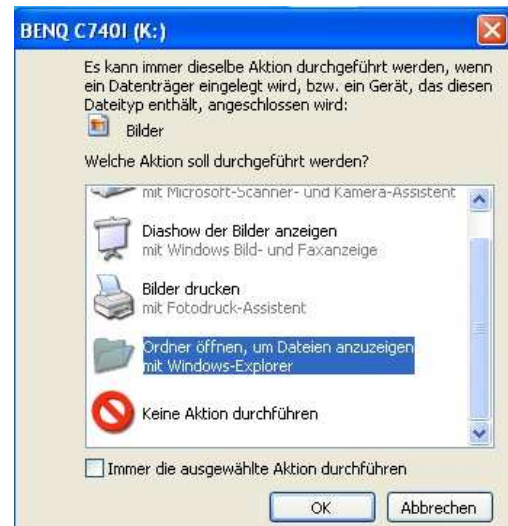 BENQ C740I (K:)
Es kann immer dieselbe Aktion durchgeführt werden, wenn
ein Datenträger eingelegt wird, bzw. ein Gerät, das diesen
Dateityp enthält, angeschlossen wird:
Bilder
Welche Aktion soll durchgeführt werden?
mit Microsoft-Scanner- und Kamera-Assistent
Diashow der Bilder anzeigen
mit Windows Bild- und Faxanzeige
Bilder drucken
mit Fotodruck-Assistent
Ordner öffnen, um Dateien anzuzeigen
mit Windows-Explorer
Keine Aktion durchführen
Immer die ausgewählte Aktion durchführen
OK
Abbrechen